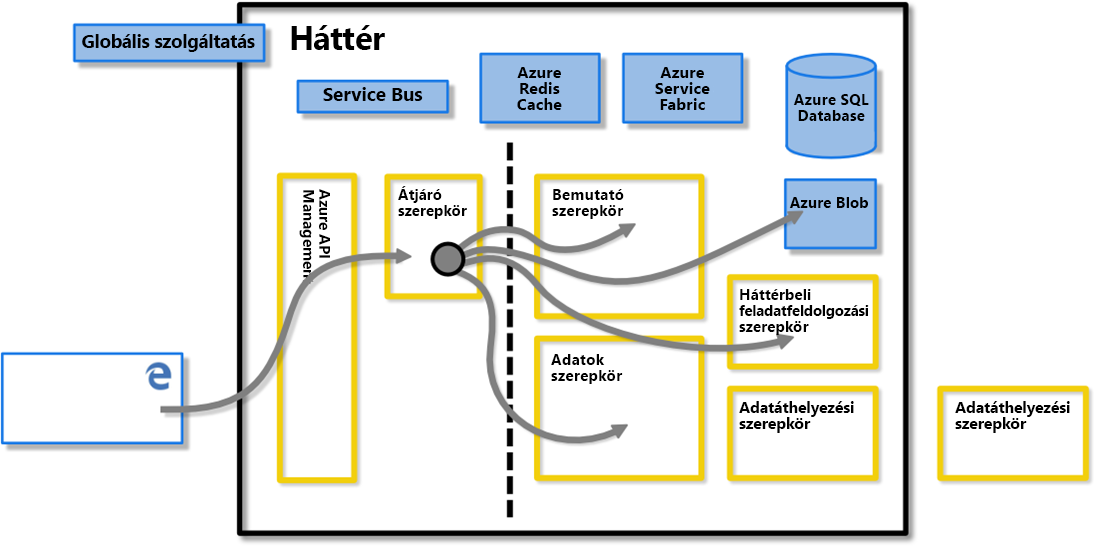 Globális szolgáltatás
Háttér
Service Bus
Azure
Redis
Cache
Azure
Service
Fabric
Azure SQL
Database
Azure API
Management
Átjáró
szerepkör
Bemutató
szerepkör
Azure Blob
Háttérbeli
feladatfeldolgozási
szerepkör
Adatok
szerepkör
Adatáthelyezési
szerepkör
Adatáthelyezési
szerepkör